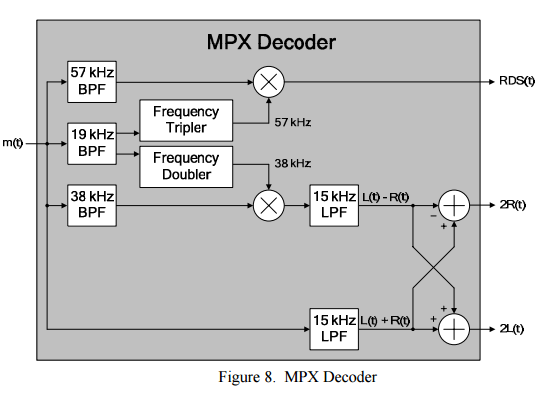 MPX Decoder
57 kHz
BPF
RDS(t)
Frequency
Tripler
57 kHz
m(t)
19 kHz
BPF
Frequency
Doubler
38 kHz
38 kHz
BPF
15 kHz
LPF
L(t) - R(t)
−
+
2R(t)
15 kHz
LPF
L(t) + R(t)
+
+
2L(t)
Figure 8. MPX Decoder